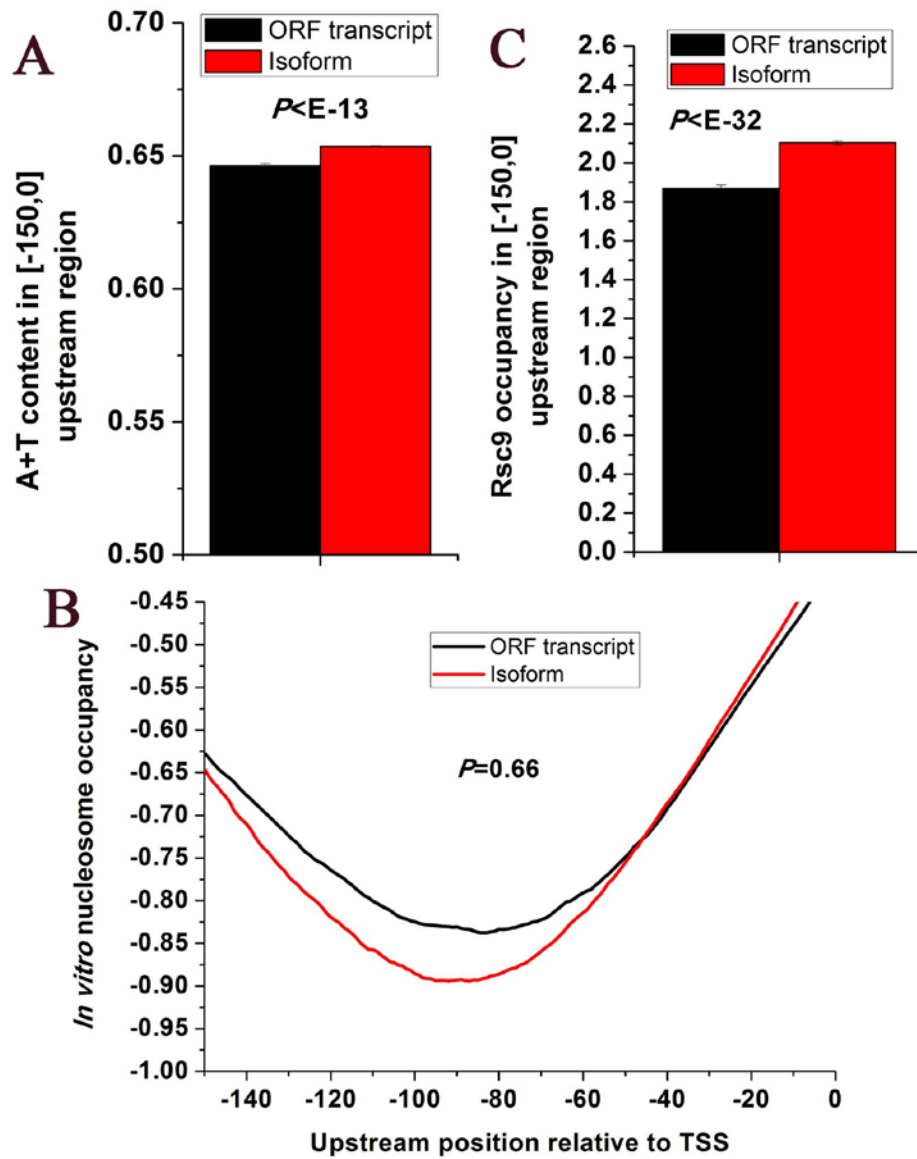 A
A+T content in [-150,0]
upstream region
0.70
0.65
0.60
0.55
0.50
ORF transcript
Isoform
P<E-13
C
Rsc9 occupancy in [-150,0]
upstream region
2.6
2.4
2.2
2.0
1.8
1.6
1.4
1.2
1.0
0.8
0.6
0.4
0.2
0.0
ORF transcript
Isoform
P<E-32
B
In vitro nucleosome occupancy
-0.45
-0.50
-0.55
-0.60
-0.65
-0.70
-0.75
-0.80
-0.85
-0.90
-0.95
-1.00
ORF transcript
Isoform
P=0.66
-140 -120 -100 -80 -60 -40 -20 0
Upstream position relative to TSS